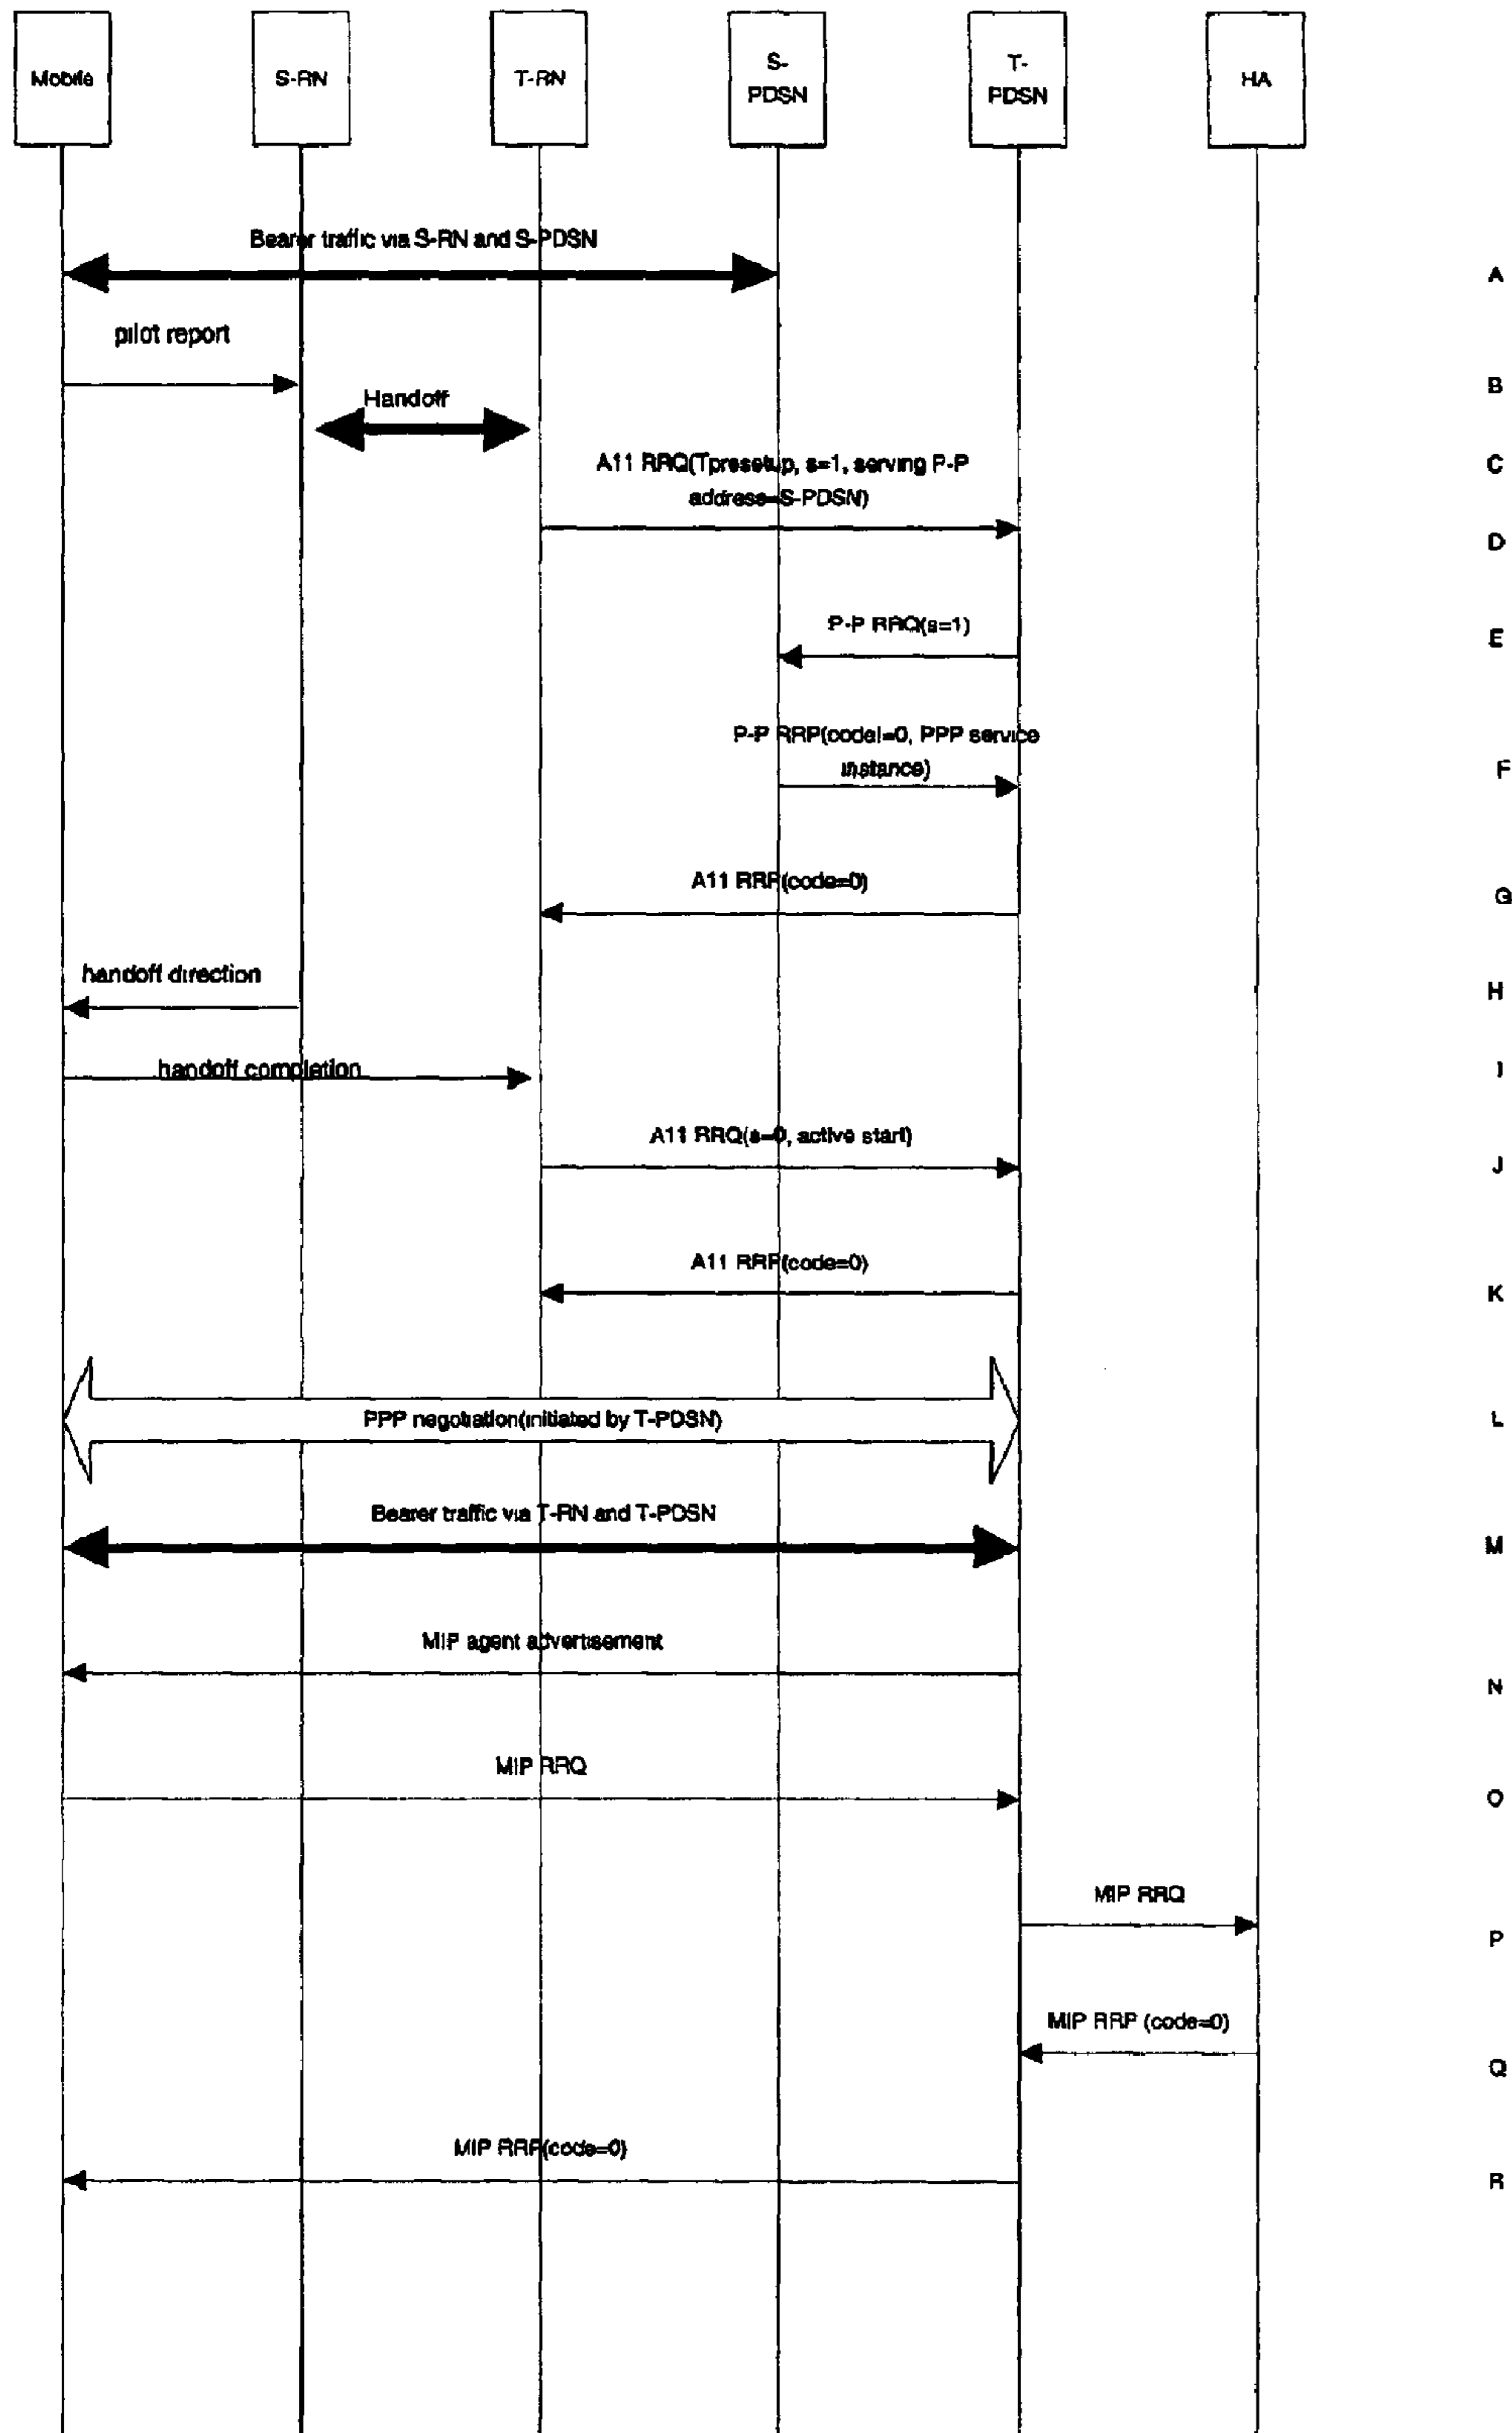 Mobile
S-RN
T-RN
S-
PDSN
T-
PDSN
HA
Bearer traffic via S-RN and S-PDSN
A
pilot report
B
Handoff
A11 RRQ(Tpresetup, s=1, serving P-P
address=S-PDSN)
C
D
P-P RRQ(s=1)
E
P-P RRP(code!=0, PPP service
instance)
F
A11 RRP(code=0)
G
handoff direction
H
handoff completion
I
A11 RRQ(s=0, active start)
J
A11 RRP(code=0)
K
PPP negotiation(initiated by T-PDSN)
L
Bearer traffic via T-RN and T-PDSN
M
MIP agent advertisement
N
MIP RRQ
O
MIP RRQ
P
MIP RRP (code=0)
Q
MIP RRP(code=0)
R